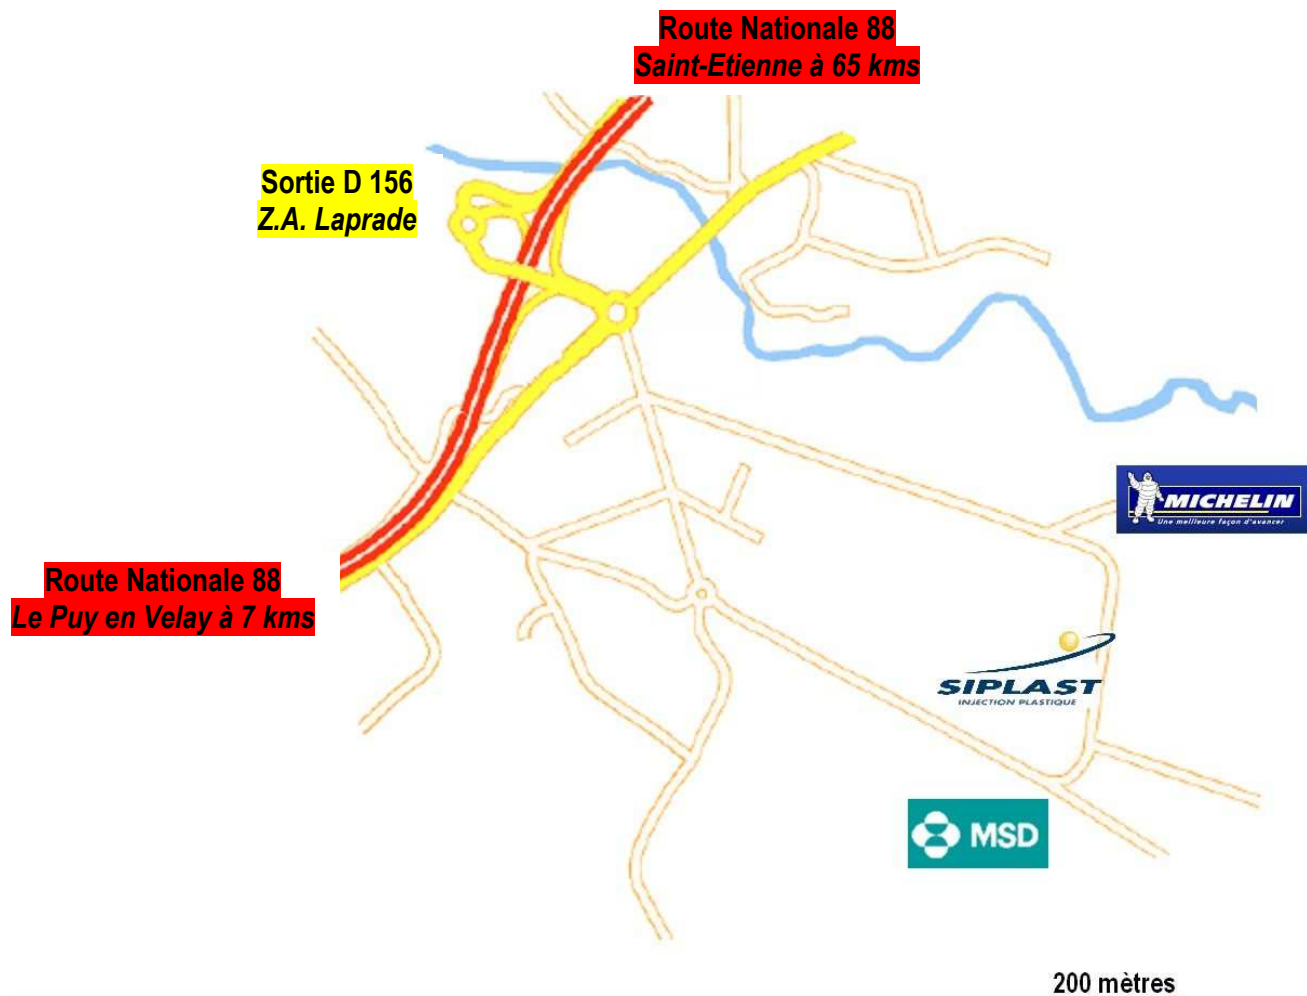 Route Nationale 88
Saint-Etienne à 65 kms
Sortie D 156
Z.A. Laprade
MICHELIN
Une meilleure façon d'avancer
Route Nationale 88
Le Puy en Velay à 7 kms
SIPLAST
INJECTION PLASTIQUE
MSD
200 mètres